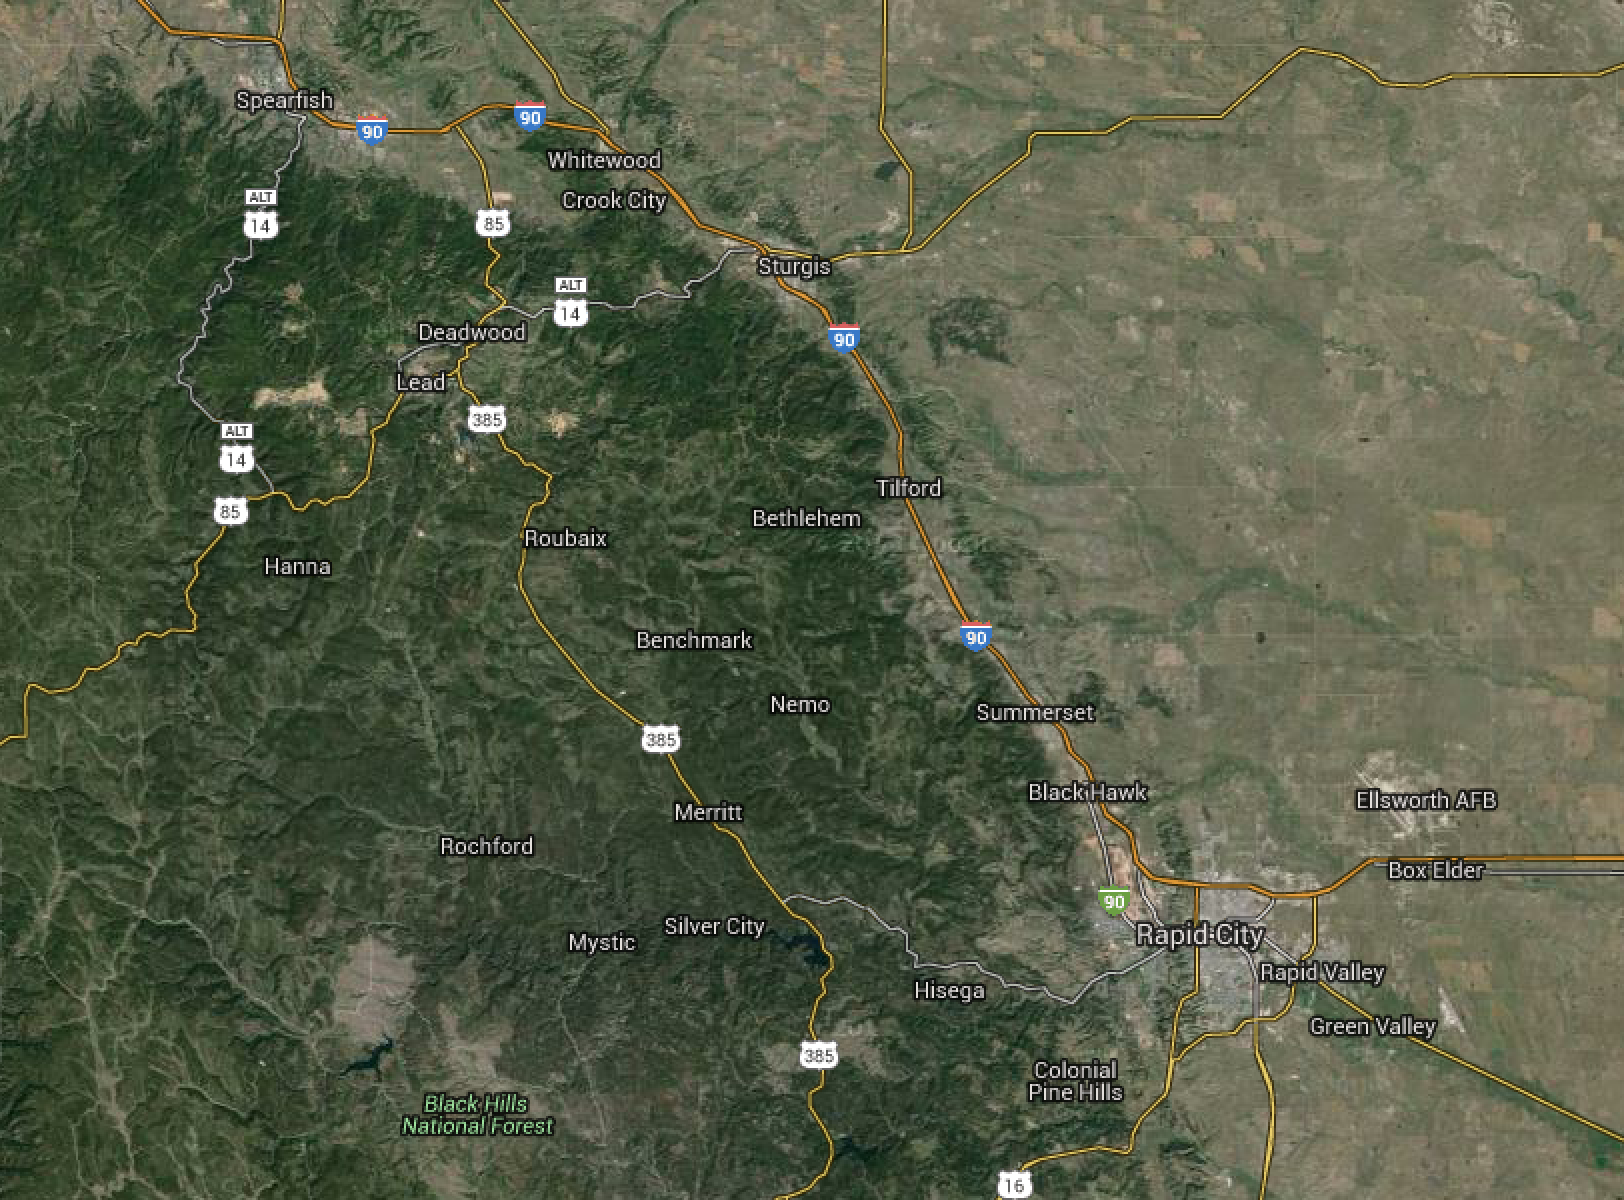 Spearfish
90
90
Whitewood
ALT
14
Crook City
85
Sturgis
ALT
14
Deadwood
90
Lead
385
ALT
14
Tilford
85
Bethlehem
Roubaix
Hanna
90
Benchmark
Nemo
Summerset
385
Black Hawk
Ellsworth AFB
Merritt
Rochford
Box Elder
90
Silver City
Mystic
Rapid City
Rapid Valley
Hisega
Green Valley
385
Colonial
Pine Hills
Black Hills
National Forest
16